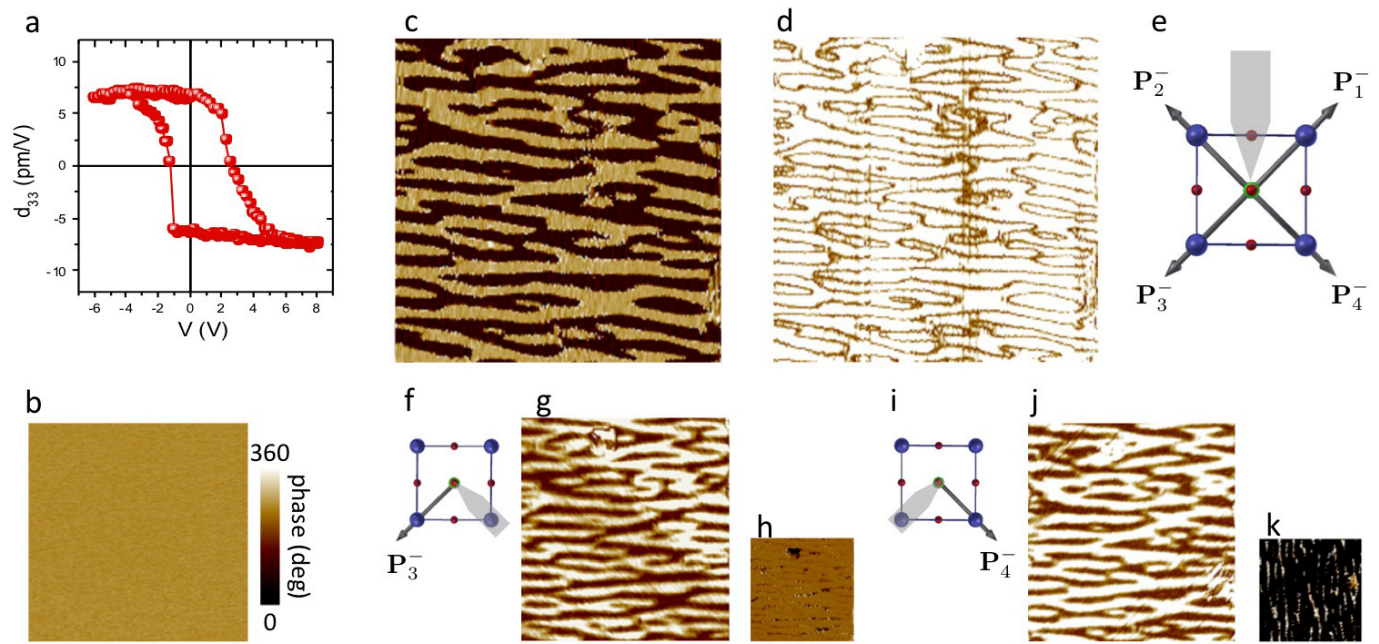 a
10
5
0
-5
-10
-6 -4 -2 0 2 4 6 8
d₃₃ (pm/V)
V (V)
c
d
e
P₂⁻ P₁⁻
P₃⁻ P₄⁻
b
360
phase (deg)
0
f
P₃⁻
g
h
i
P₄⁻
j
k